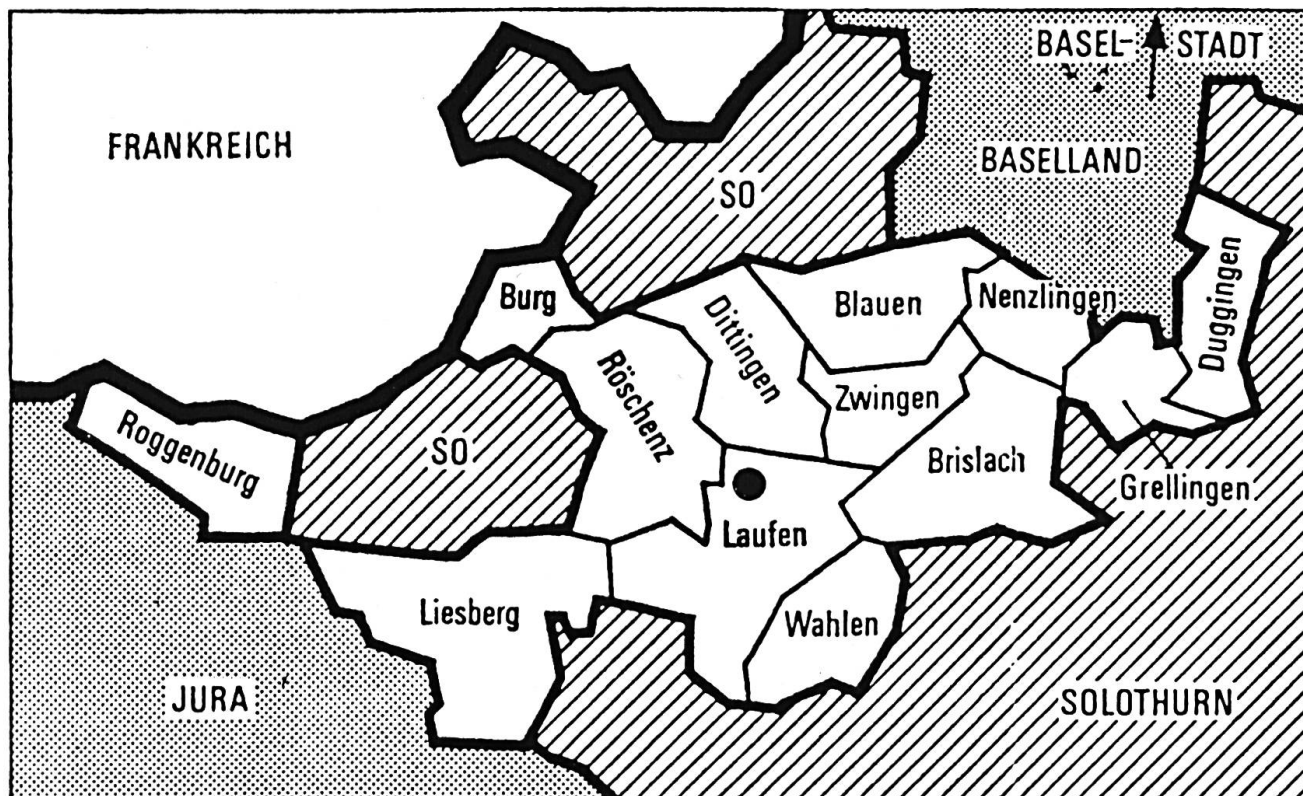 BASEL- STADT
FRANKREICH
BASELLAND
SO
Duggingen
Burg
Dittingen
Blauen
Nenzlingen
Röschenz
Zwingen
Roggenburg
SO
Brislach
Grellingen
Laufen
Liesberg
Wahlen
JURA
SOLOTHURN